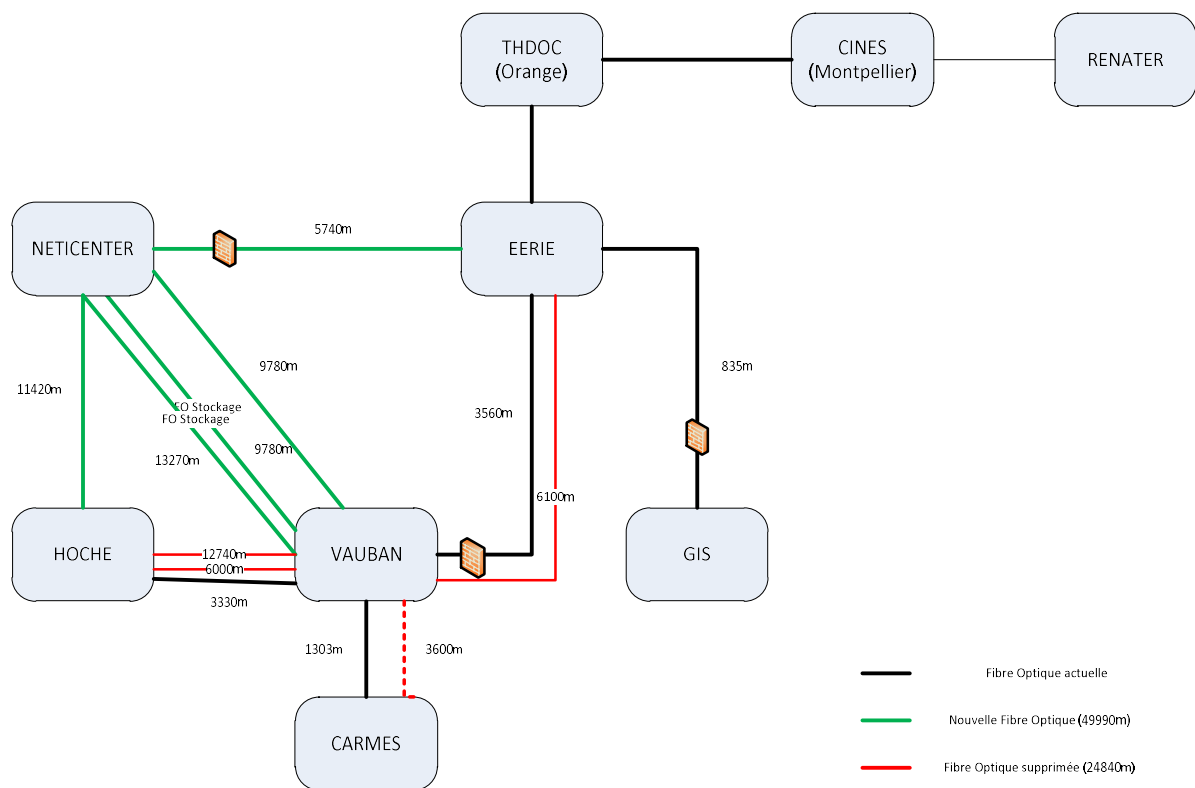 THDOC
(Orange)
CINES
(Montpellier)
RENATER
NETICENTER
5740m
EERIE
11420m
9780m
835m
3560m
FO Stockage
FO Stockage
13270m
9780m
6100m
HOCHE
12740m
6000m
3330m
VAUBAN
GIS
1303m
3600m
CARMES
Fibre Optique actuelle
Nouvelle Fibre Optique (49990m)
Fibre Optique supprimée (24840m)